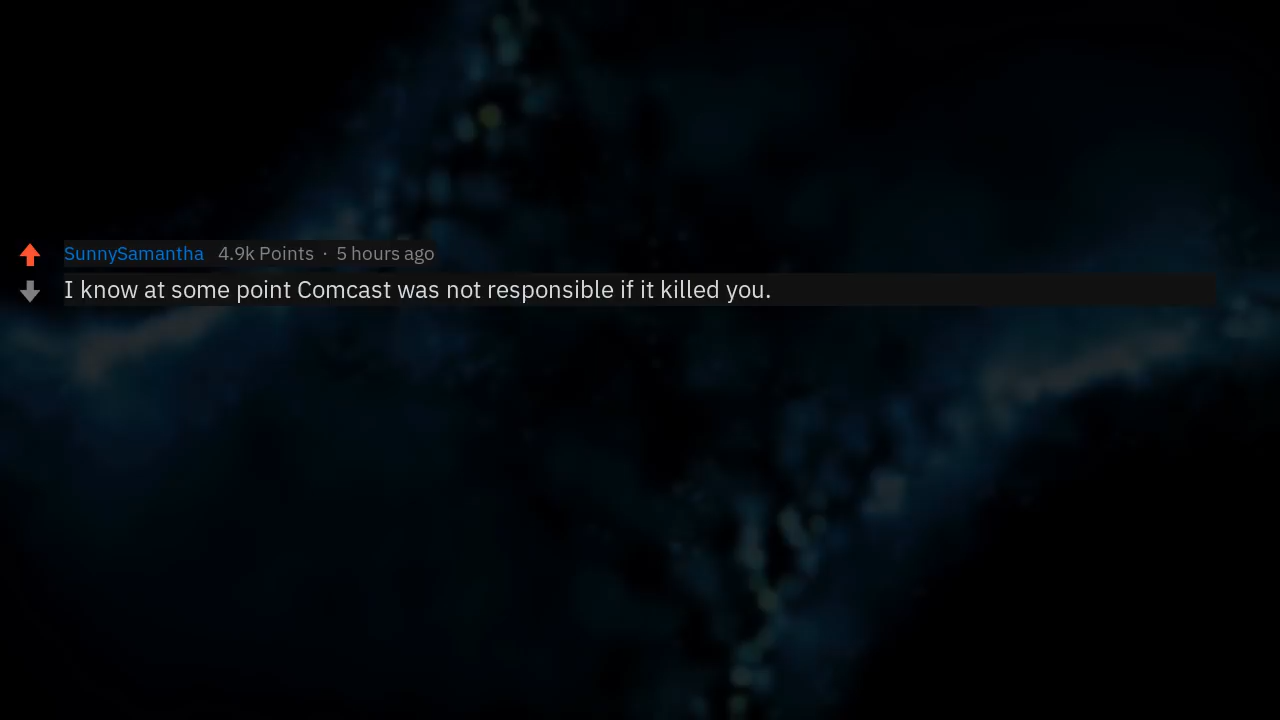 SunnySamantha 4.9k Points · 5 hours ago
I know at some point Comcast was not responsible if it killed you.